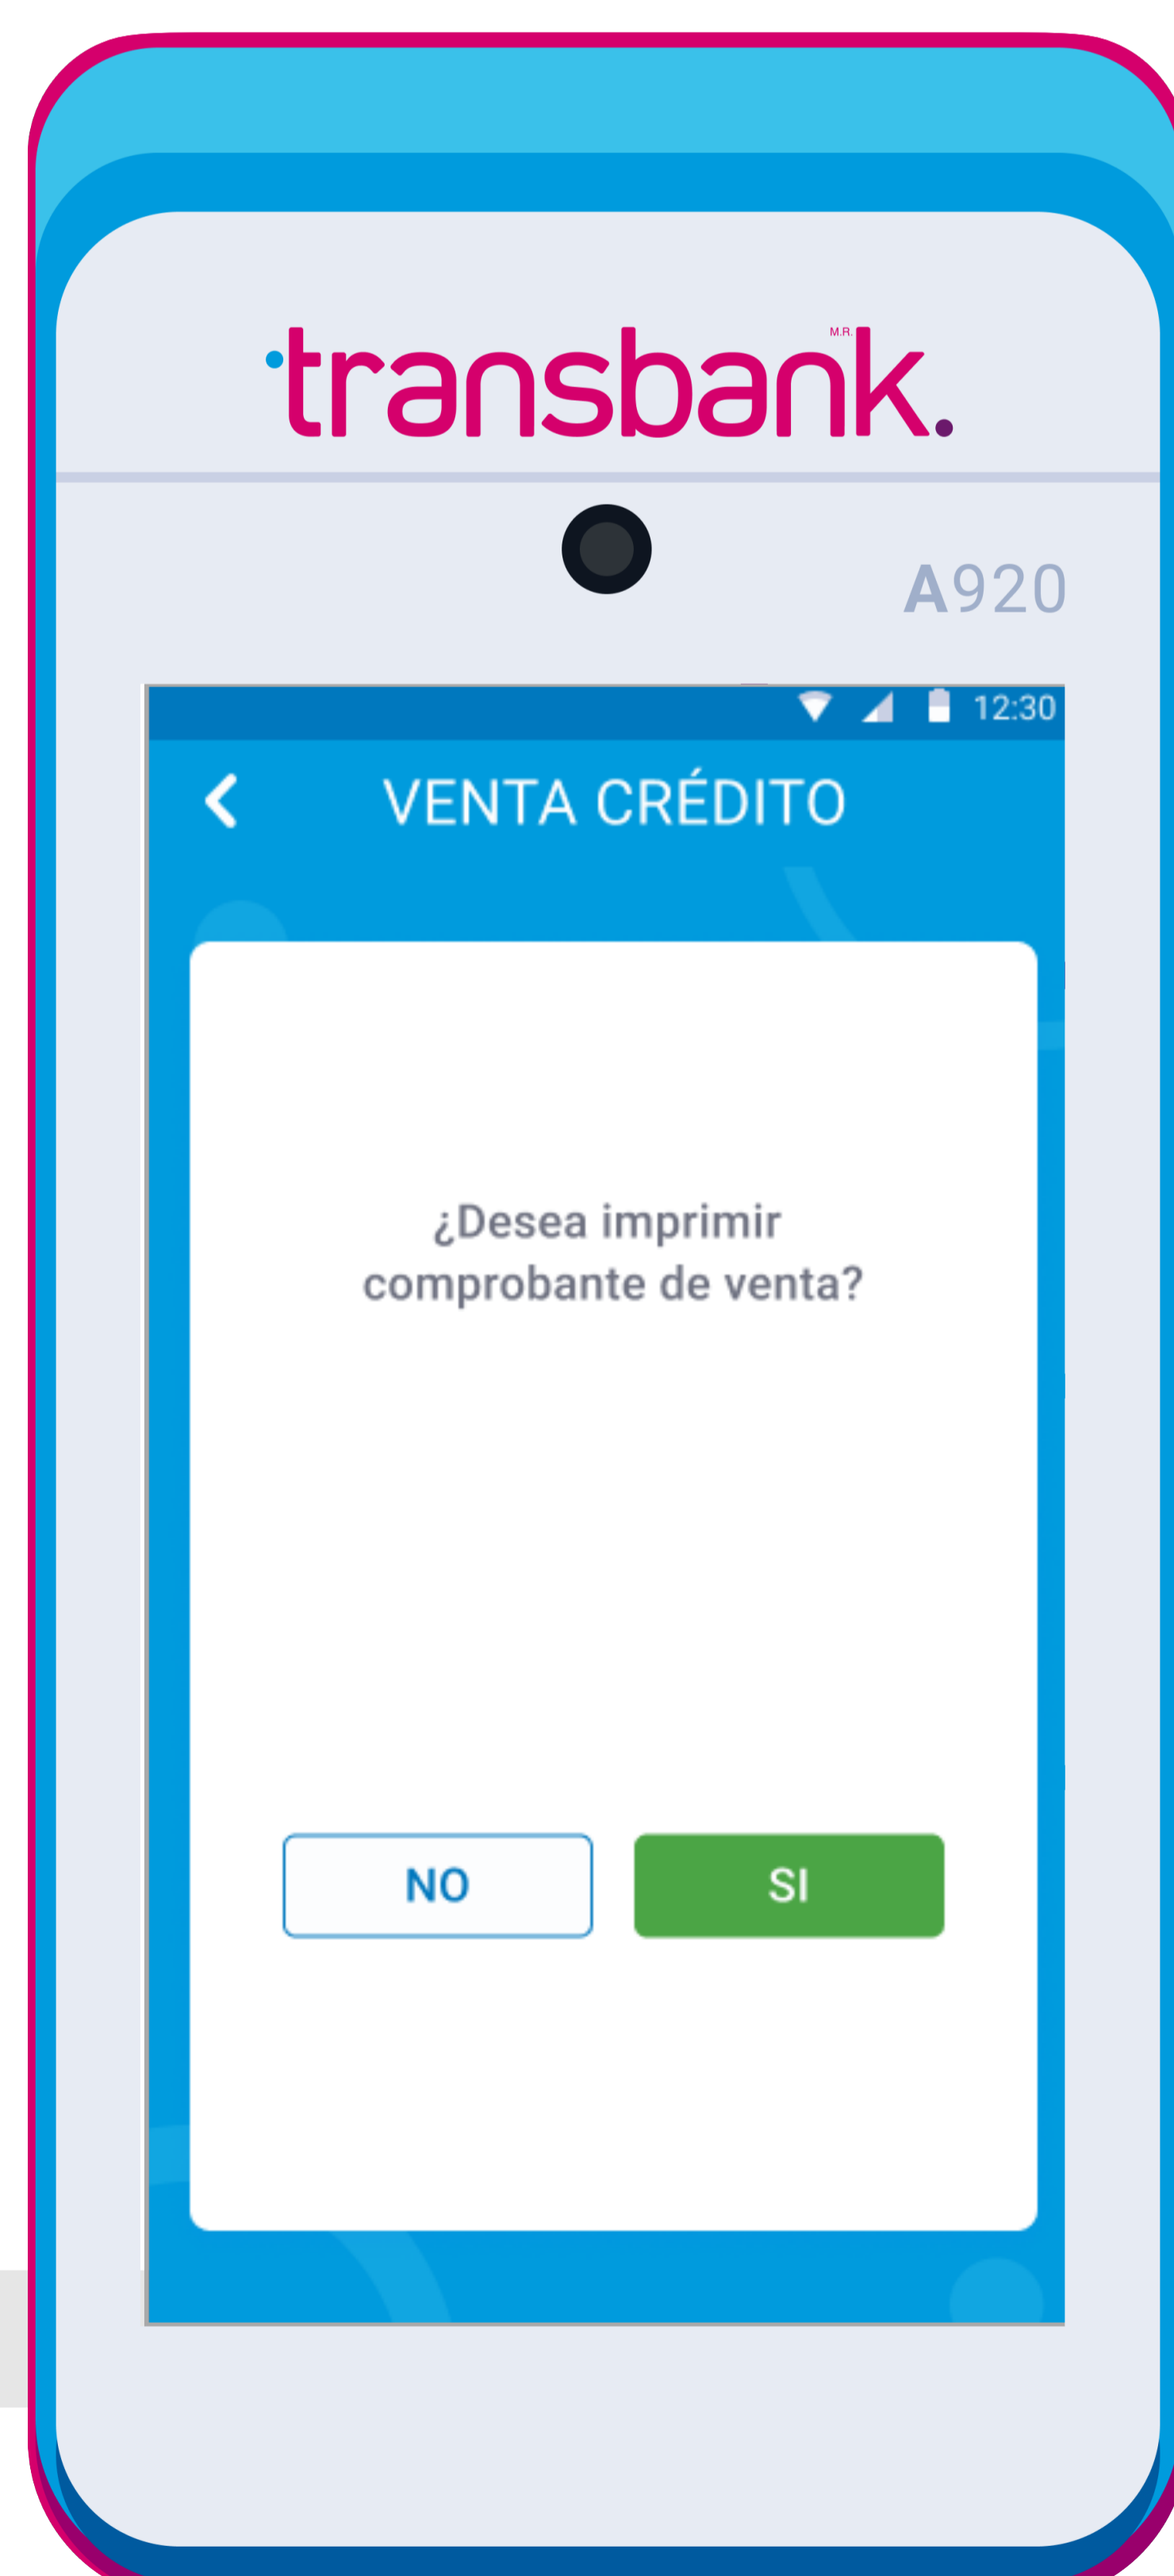 transbank.
M.R.
A920
12:30
VENTA CRÉDITO
¿Desea imprimir
comprobante de venta?
NO
SI